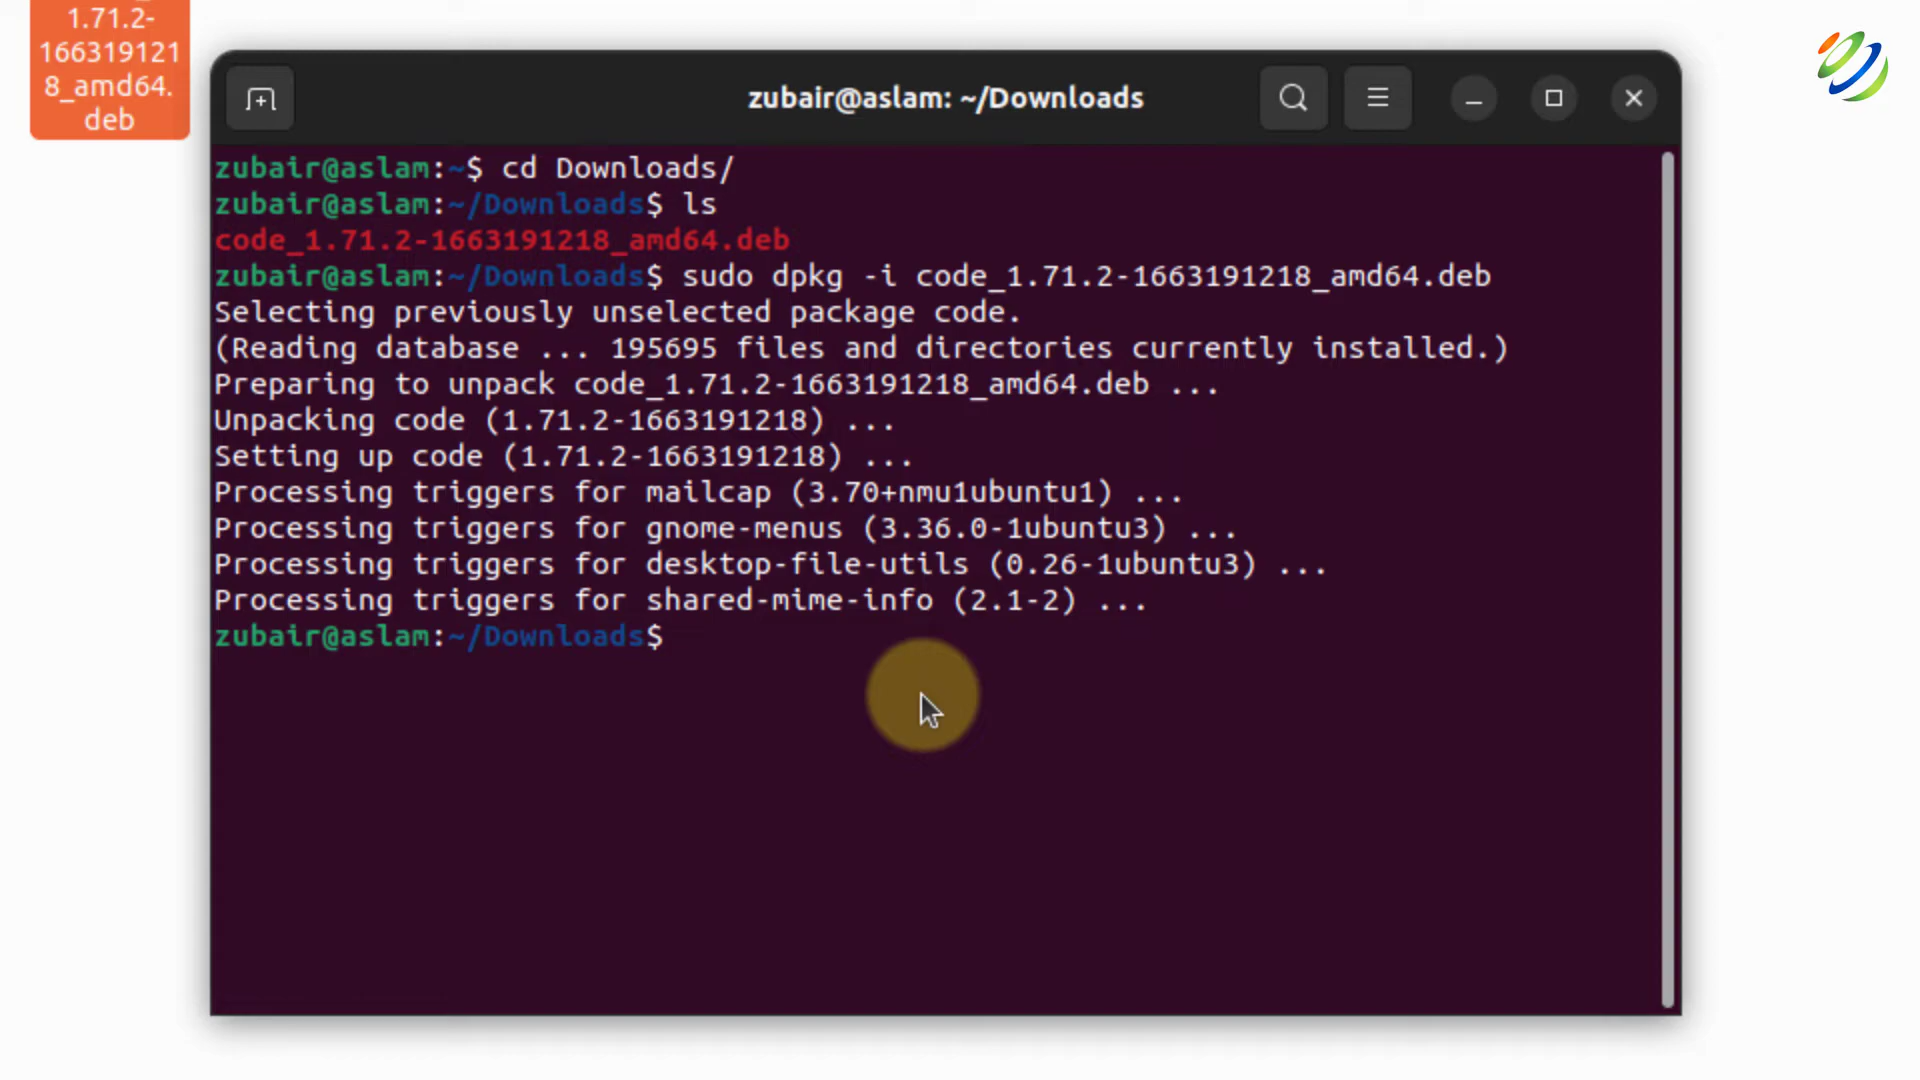 1.71.2-
166319121
8_amd64.
deb
zubair@aslam: ~/Downloads
zubair@aslam:~$ cd Downloads/
zubair@aslam:~/Downloads$ ls
code_1.71.2-1663191218_amd64.deb
zubair@aslam:~/Downloads$ sudo dpkg -i code_1.71.2-1663191218_amd64.deb
Selecting previously unselected package code.
(Reading database ... 195695 files and directories currently installed.)
Preparing to unpack code_1.71.2-1663191218_amd64.deb ...
Unpacking code (1.71.2-1663191218) ...
Setting up code (1.71.2-1663191218) ...
Processing triggers for mailcap (3.70+nmu1ubuntu1) ...
Processing triggers for gnome-menus (3.36.0-1ubuntu3) ...
Processing triggers for desktop-file-utils (0.26-1ubuntu3) ...
Processing triggers for shared-mime-info (2.1-2) ...
zubair@aslam:~/Downloads$